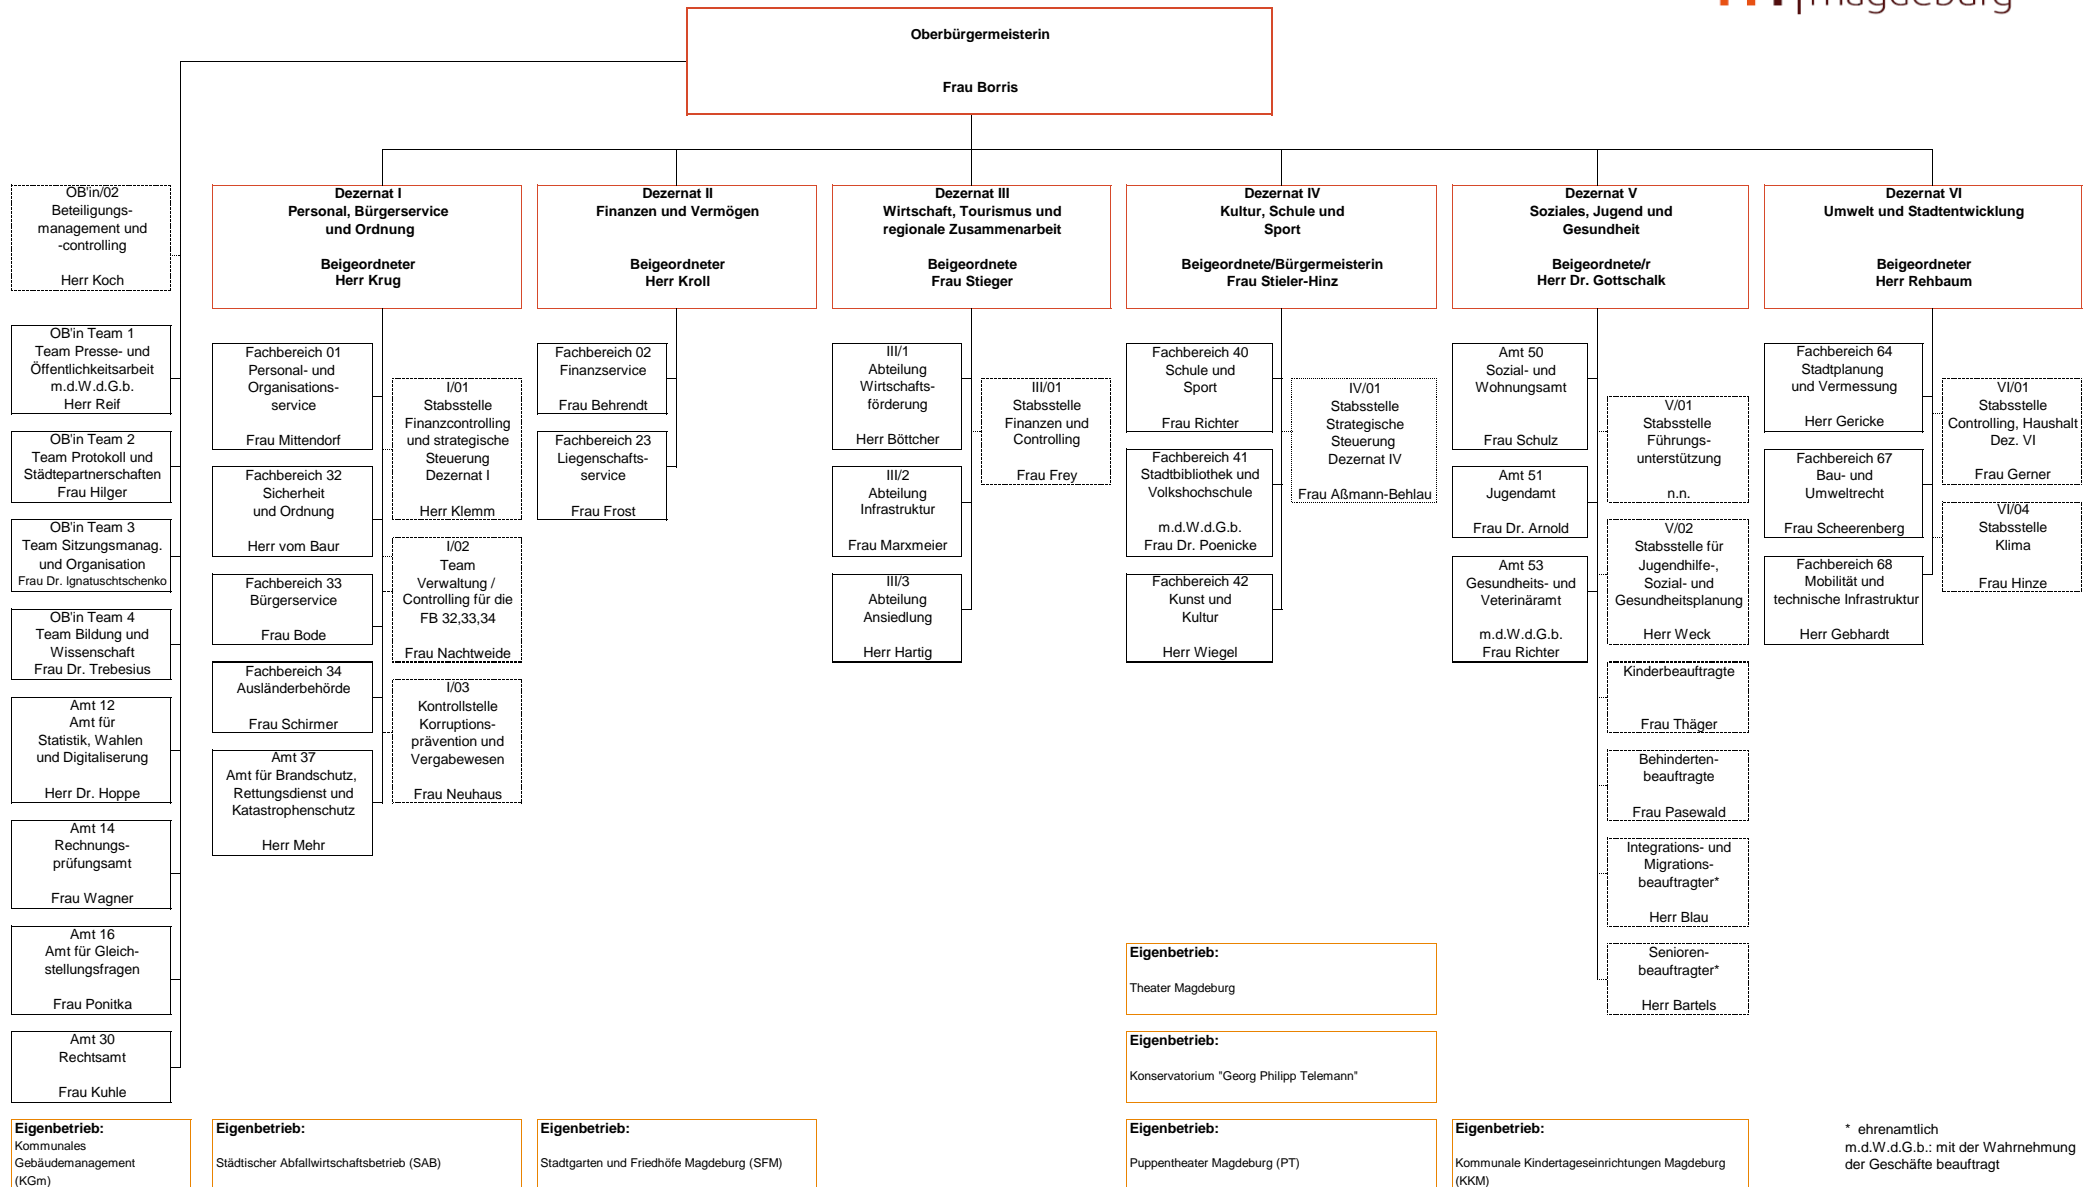 magdeburg
Oberbürgermeisterin
Frau Borris
OB'in/02
Beteiligungs-
management und
-controlling
Herr Koch
OB'in Team 1
Team Presse- und
Öffentlichkeitsarbeit
m.d.W.d.G.b.
Herr Reif
OB'in Team 2
Team Protokoll und
Städtepartnerschaften
Frau Hilger
OB'in Team 3
Team Sitzungsmanag.
und Organisation
Frau Dr. Ignatuschtschenko
OB'in Team 4
Team Bildung und
Wissenschaft
Frau Dr. Trebesius
Amt 12
Amt für
Statistik, Wahlen
und Digitaliserung
Herr Dr. Hoppe
Amt 14
Rechnungs-
prüfungsamt
Frau Wagner
Amt 16
Amt für Gleich-
stellungsfragen
Frau Ponitka
Amt 30
Rechtsamt
Frau Kuhle
Eigenbetrieb:
Kommunales
Gebäudemanagement
(KGm)
Dezernat I
Personal, Bürgerservice
und Ordnung
Beigeordneter
Herr Krug
Fachbereich 01
Personal- und
Organisations-
service
Frau Mittendorf
Fachbereich 32
Sicherheit
und Ordnung
Herr vom Baur
Fachbereich 33
Bürgerservice
Frau Bode
Fachbereich 34
Ausländerbehörde
Frau Schirmer
Amt 37
Amt für Brandschutz,
Rettungsdienst und
Katastrophenschutz
Herr Mehr
I/01
Stabsstelle
Finanzcontrolling
und strategische
Steuerung
Dezernat I
Herr Klemm
I/02
Team
Verwaltung /
Controlling für die
FB 32,33,34
Frau Nachtweide
I/03
Kontrollstelle
Korruptions-
prävention und
Vergabewesen
Frau Neuhaus
Eigenbetrieb:
Städtischer Abfallwirtschaftsbetrieb (SAB)
Dezernat II
Finanzen und Vermögen
Beigeordneter
Herr Kroll
Fachbereich 02
Finanzservice
Frau Behrendt
Fachbereich 23
Liegenschafts-
service
Frau Frost
Eigenbetrieb:
Stadtgarten und Friedhöfe Magdeburg (SFM)
Dezernat III
Wirtschaft, Tourismus und
regionale Zusammenarbeit
Beigeordnete
Frau Stieger
III/1
Abteilung
Wirtschafts-
förderung
Herr Böttcher
III/2
Abteilung
Infrastruktur
Frau Marxmeier
III/3
Abteilung
Ansiedlung
Herr Hartig
III/01
Stabsstelle
Finanzen und
Controlling
Frau Frey
Dezernat IV
Kultur, Schule und
Sport
Beigeordnete/Bürgermeisterin
Frau Stieler-Hinz
Fachbereich 40
Schule und
Sport
Frau Richter
Fachbereich 41
Stadtbibliothek und
Volkshochschule
m.d.W.d.G.b.
Frau Dr. Poenicke
Fachbereich 42
Kunst und
Kultur
Herr Wiegel
IV/01
Stabsstelle
Strategische
Steuerung
Dezernat IV
Frau Aßmann-Behlau
Eigenbetrieb:
Theater Magdeburg
Eigenbetrieb:
Konservatorium "Georg Philipp Telemann"
Eigenbetrieb:
Puppentheater Magdeburg (PT)
Dezernat V
Soziales, Jugend und
Gesundheit
Beigeordnete/r
Herr Dr. Gottschalk
Amt 50
Sozial- und
Wohnungsamt
Frau Schulz
Amt 51
Jugendamt
Frau Dr. Arnold
Amt 53
Gesundheits- und
Veterinäramt
m.d.W.d.G.b.
Frau Richter
V/01
Stabsstelle
Führungs-
unterstützung
n.n.
V/02
Stabsstelle für
Jugendhilfe-,
Sozial- und
Gesundheitsplanung
Herr Weck
Kinderbeauftragte
Frau Thäger
Behinderten-
beauftragte
Frau Pasewald
Integrations- und
Migrations-
beauftragter*
Herr Blau
Senioren-
beauftragter*
Herr Bartels
Eigenbetrieb:
Kommunale Kindertageseinrichtungen Magdeburg
(KKM)
Dezernat VI
Umwelt und Stadtentwicklung
Beigeordneter
Herr Rehbaum
Fachbereich 64
Stadtplanung
und Vermessung
Herr Gericke
Fachbereich 67
Bau- und
Umweltrecht
Frau Scheerenberg
Fachbereich 68
Mobilität und
technische Infrastruktur
Herr Gebhardt
VI/01
Stabsstelle
Controlling, Haushalt
Dez. VI
Frau Gerner
VI/04
Stabsstelle
Klima
Frau Hinze
* ehrenamtlich
m.d.W.d.G.b.: mit der Wahrnehmung
der Geschäfte beauftragt